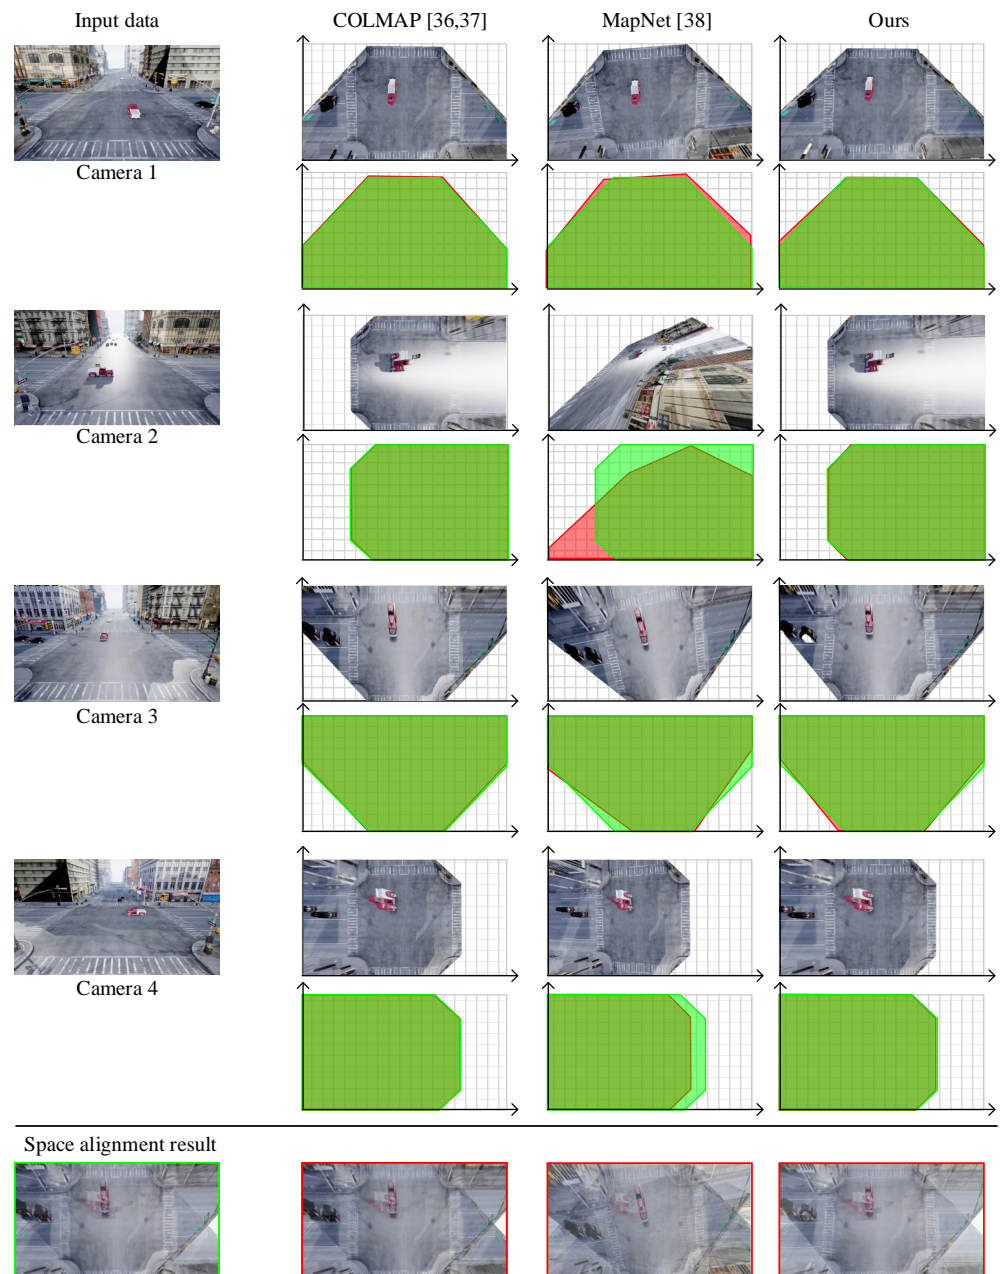 Input data
COLMAP [36,37]
MapNet [38]
Ours
Camera 1
Camera 2
Camera 3
Camera 4
Space alignment result